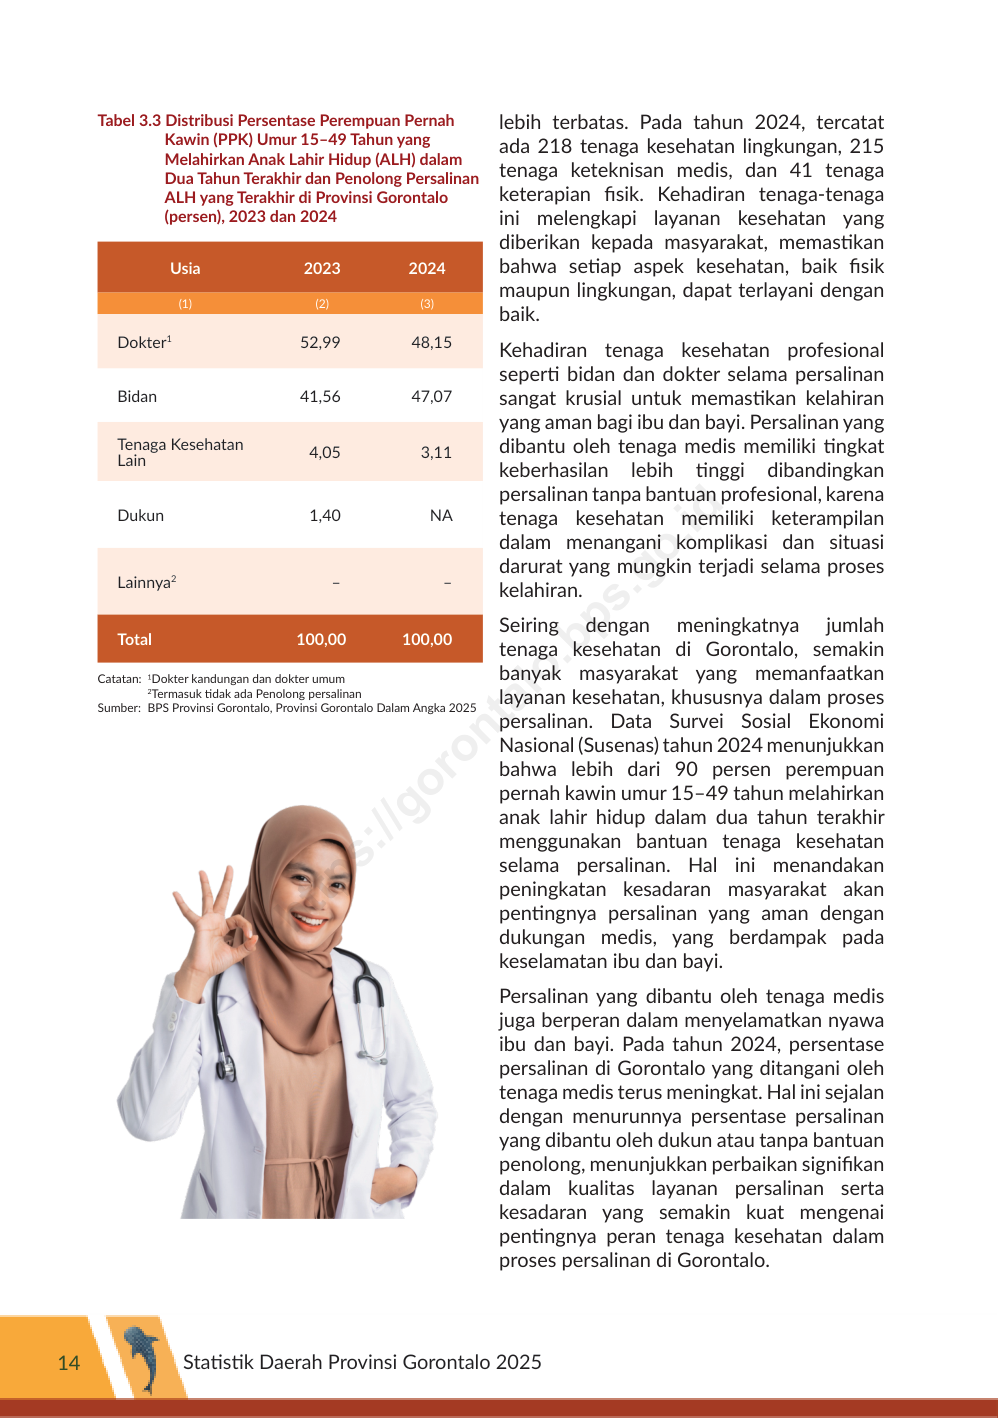 Tabel 3.3 Distribusi Persentase Perempuan Pernah
Kawin (PPK) Umur 15–49 Tahun yang
Melahirkan Anak Lahir Hidup (ALH) dalam
Dua Tahun Terakhir dan Penolong Persalinan
ALH yang Terakhir di Provinsi Gorontalo
(persen), 2023 dan 2024
Usia 2023 2024
(1) (2) (3)
Dokter¹ 52,99 48,15
Bidan 41,56 47,07
Tenaga Kesehatan
Lain 4,05 3,11
Dukun 1,40 NA
Lainnya² – –
Total 100,00 100,00
Catatan: ¹Dokter kandungan dan dokter umum
²Termasuk tidak ada Penolong persalinan
Sumber: BPS Provinsi Gorontalo, Provinsi Gorontalo Dalam Angka 2025
lebih terbatas. Pada tahun 2024, tercatat
ada 218 tenaga kesehatan lingkungan, 215
tenaga keteknisan medis, dan 41 tenaga
keterapian fisik. Kehadiran tenaga-tenaga
ini melengkapi layanan kesehatan yang
diberikan kepada masyarakat, memastikan
bahwa setiap aspek kesehatan, baik fisik
maupun lingkungan, dapat terlayani dengan
baik.
Kehadiran tenaga kesehatan profesional
seperti bidan dan dokter selama persalinan
sangat krusial untuk memastikan kelahiran
yang aman bagi ibu dan bayi. Persalinan yang
dibantu oleh tenaga medis memiliki tingkat
keberhasilan lebih tinggi dibandingkan
persalinan tanpa bantuan profesional, karena
tenaga kesehatan memiliki keterampilan
dalam menangani komplikasi dan situasi
darurat yang mungkin terjadi selama proses
kelahiran.
Seiring dengan meningkatnya jumlah
tenaga kesehatan di Gorontalo, semakin
banyak masyarakat yang memanfaatkan
layanan kesehatan, khususnya dalam proses
persalinan. Data Survei Sosial Ekonomi
Nasional (Susenas) tahun 2024 menunjukkan
bahwa lebih dari 90 persen perempuan
pernah kawin umur 15–49 tahun melahirkan
anak lahir hidup dalam dua tahun terakhir
menggunakan bantuan tenaga kesehatan
selama persalinan. Hal ini menandakan
peningkatan kesadaran masyarakat akan
pentingnya persalinan yang aman dengan
dukungan medis, yang berdampak pada
keselamatan ibu dan bayi.
Persalinan yang dibantu oleh tenaga medis
juga berperan dalam menyelamatkan nyawa
ibu dan bayi. Pada tahun 2024, persentase
persalinan di Gorontalo yang ditangani oleh
tenaga medis terus meningkat. Hal ini sejalan
dengan menurunnya persentase persalinan
yang dibantu oleh dukun atau tanpa bantuan
penolong, menunjukkan perbaikan signifikan
dalam kualitas layanan persalinan serta
kesadaran yang semakin kuat mengenai
pentingnya peran tenaga kesehatan dalam
proses persalinan di Gorontalo.
s://gorontalo.bps.go.id
14 Statistik Daerah Provinsi Gorontalo 2025